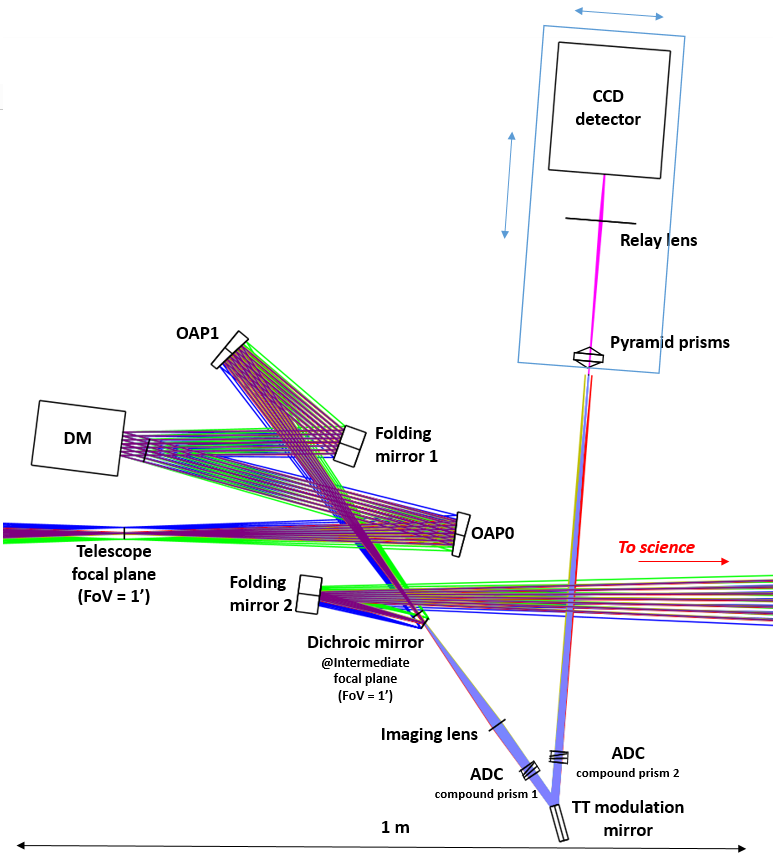 CCD
detector
Relay lens
Pyramid prisms
OAP1
Folding
mirror 1
DM
OAP0
Telescope
focal plane
(FoV = 1’)
To science
Folding
mirror 2
Dichroic mirror
@Intermediate
focal plane
(FoV = 1’)
Imaging lens
ADC
compound prism 1
ADC
compound prism 2
TT modulation
mirror
1 m